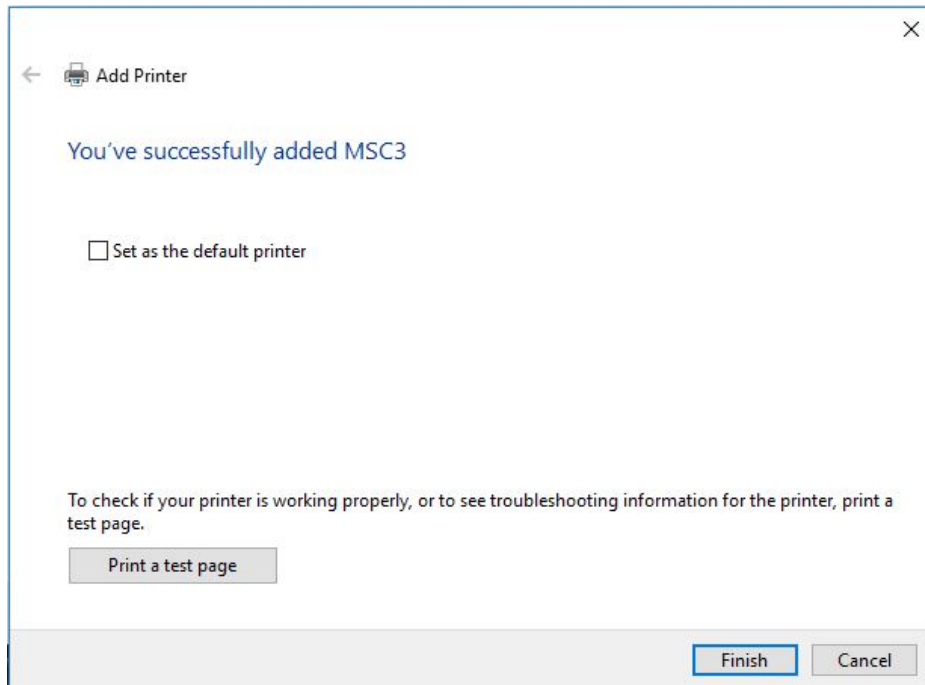 Add Printer
You've successfully added MSC3
Set as the default printer
To check if your printer is working properly, or to see troubleshooting information for the printer, print a
test page.
Print a test page
Finish
Cancel